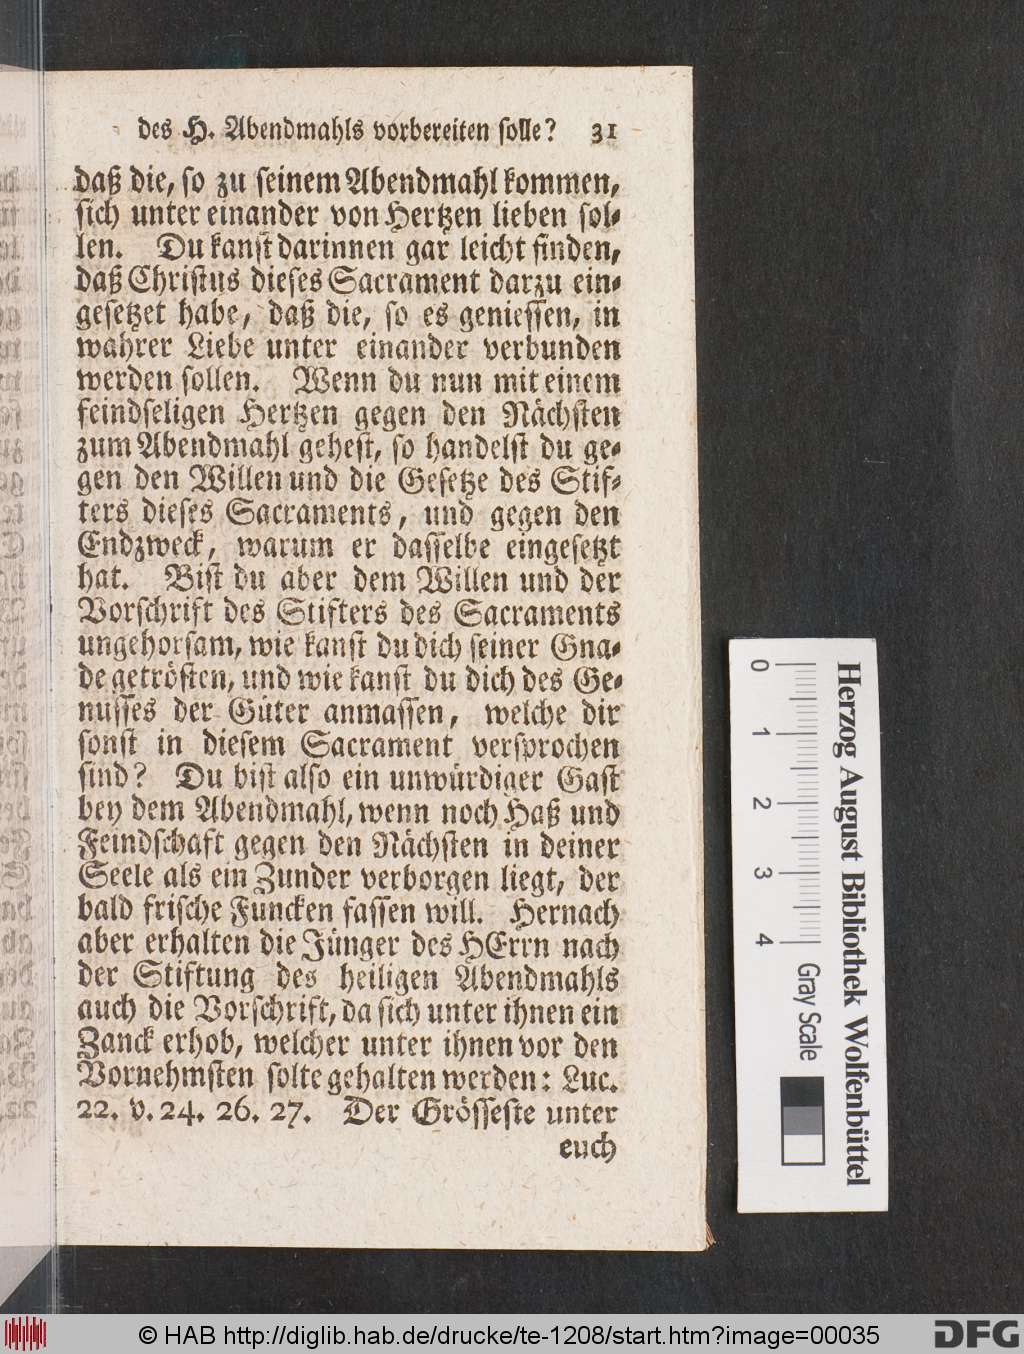 des H. Abendmahls vorbereiten solle? 31
daß die, so zu seinem Abendmahl kommen,
sich unter einander von Hertzen lieben sol-
len. Du kanst darinnen gar leicht finden,
daß Christus dieses Sacrament darzu ein-
gesetzet habe, daß die, so es geniessen, in
wahrer Liebe unter einander verbunden
werden sollen. Wenn du nun mit einem
feindseligen Hertzen gegen den Nächsten
zum Abendmahl gehest, so handelst du ge-
gen den Willen und die Gesetze des Stif-
ters dieses Sacraments, und gegen den
Endzweck, warum er dasselbe eingesetzt
hat. Bist du aber dem Willen und der
Vorschrift des Stifters des Sacraments
ungehorsam, wie kanst du dich seiner Gna-
de getrösten, und wie kanst du dich des Ge-
nusses der Güter anmassen, welche dir
sonst in diesem Sacrament versprochen
sind? Du bist also ein unwürdiger Gast
bey dem Abendmahl, wenn noch Haß und
Feindschaft gegen den Nächsten in deiner
Seele als ein Zunder verborgen liegt, der
bald frische Funcken fassen will. Hernach
aber erhalten die Jünger des HErrn nach
der Stiftung des heiligen Abendmahls
auch die Vorschrift, da sich unter ihnen ein
Zanck erhob, welcher unter ihnen vor den
Vornehmsten solte gehalten werden: Luc.
22. v. 24. 26. 27. Der Grösseste unter
euch
0 1 2 3 4 Gray Scale
Herzog August Bibliothek Wolfenbüttel
© HAB http://diglib.hab.de/drucke/te-1208/start.htm?image=00035
DFG